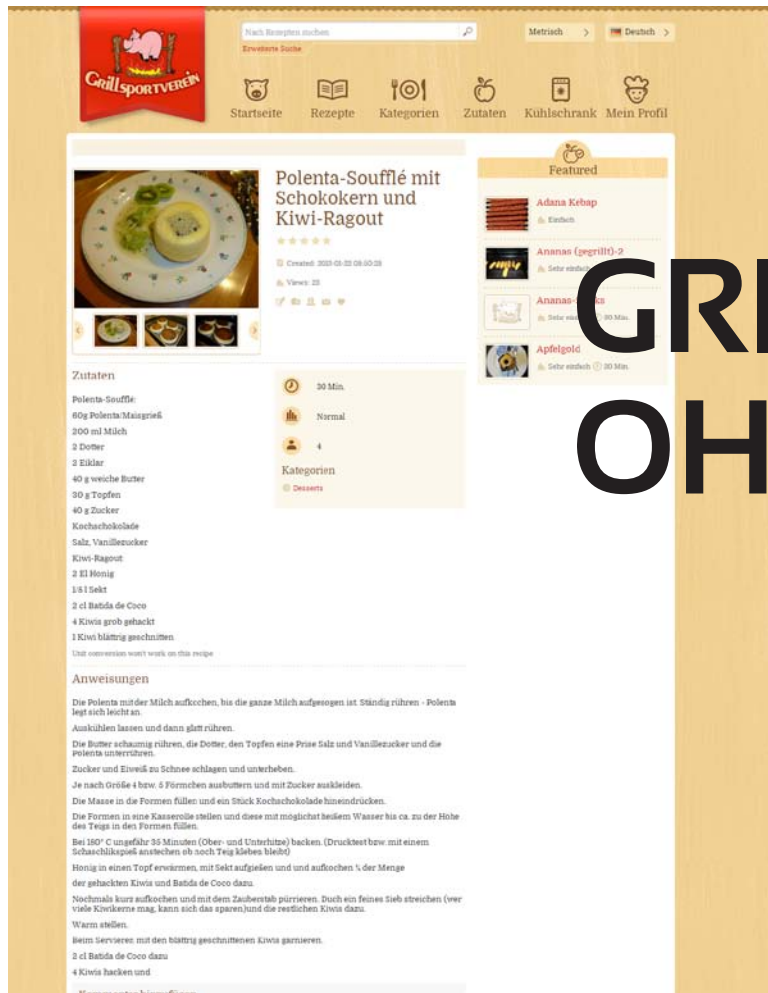 Grillsportverein
Nach Rezepten suchen
Erweiterte Suche
Metrisch
Deutsch
Startseite
Rezepte
Kategorien
Zutaten
Kühlschrank
Mein Profil
Polenta-Soufflé mit
Schokokern und
Kiwi-Ragout
Views: 23
30 Min.
Normal
4
Kategorien
Desserts
Zutaten
Polenta-Soufflé:
60g Polenta/Maisgrieß
200 ml Milch
2 Dotter
2 Eiklar
40 g weiche Butter
30 g Topfen
40 g Zucker
Kochschokolade
Salz, Vanillezucker
Kiwi-Ragout:
2 El Honig
1/8 l Sekt
2 cl Batida de Coco
4 Kiwis grob gehackt
1 Kiwi blättrig geschnitten
Unit conversion won't work on this recipe
Anweisungen
Die Polenta mit der Milch aufkochen, bis die ganze Milch aufgesogen ist. Ständig rühren - Polenta
legt sich leicht an.
Auskühlen lassen und dann glatt rühren.
Die Butter schaumig rühren, die Dotter, den Topfen eine Prise Salz und Vanillezucker und die
Polenta unterrühren.
Zucker und Eiweiß zu Schnee schlagen und unterheben.
Je nach Größe 4 bzw. 5 Förmchen ausbuttern und mit Zucker auskleiden.
Die Masse in die Formen füllen und ein Stück Kochschokolade hineindrücken.
Die Formen in eine Kasserolle stellen und diese mit möglichst heißem Wasser bis ca. zu der Höhe
des Teigs in den Formen füllen.
Bei 180° C ungefähr 35 Minuten (Ober- und Unterhitze) backen. (Drucktest bzw. mit einem
Schaschlikspieß anstechen ob noch Teig kleben bleibt)
Honig in einen Topf erwärmen, mit Sekt aufgießen und und aufkochen ¾ der Menge
der gehackten Kiwis und Batida de Coco dazu.
Nochmals kurz aufkochen und mit dem Zauberstab pürrieren. Duch ein feines Sieb streichen (wer
viele Kiwikerne mag, kann sich das sparen)und die restlichen Kiwis dazu.
Warm stellen.
Beim Servieren mit den blättrig geschnittenen Kiwis garnieren.
2 cl Batida de Coco dazu
4 Kiwis hacken und
Featured
Adana Kebap
Einfach
Ananas (gegrillt)-2
Sehr einfach
Apfelgold
Sehr einfach 30 Min.
GRI
OH